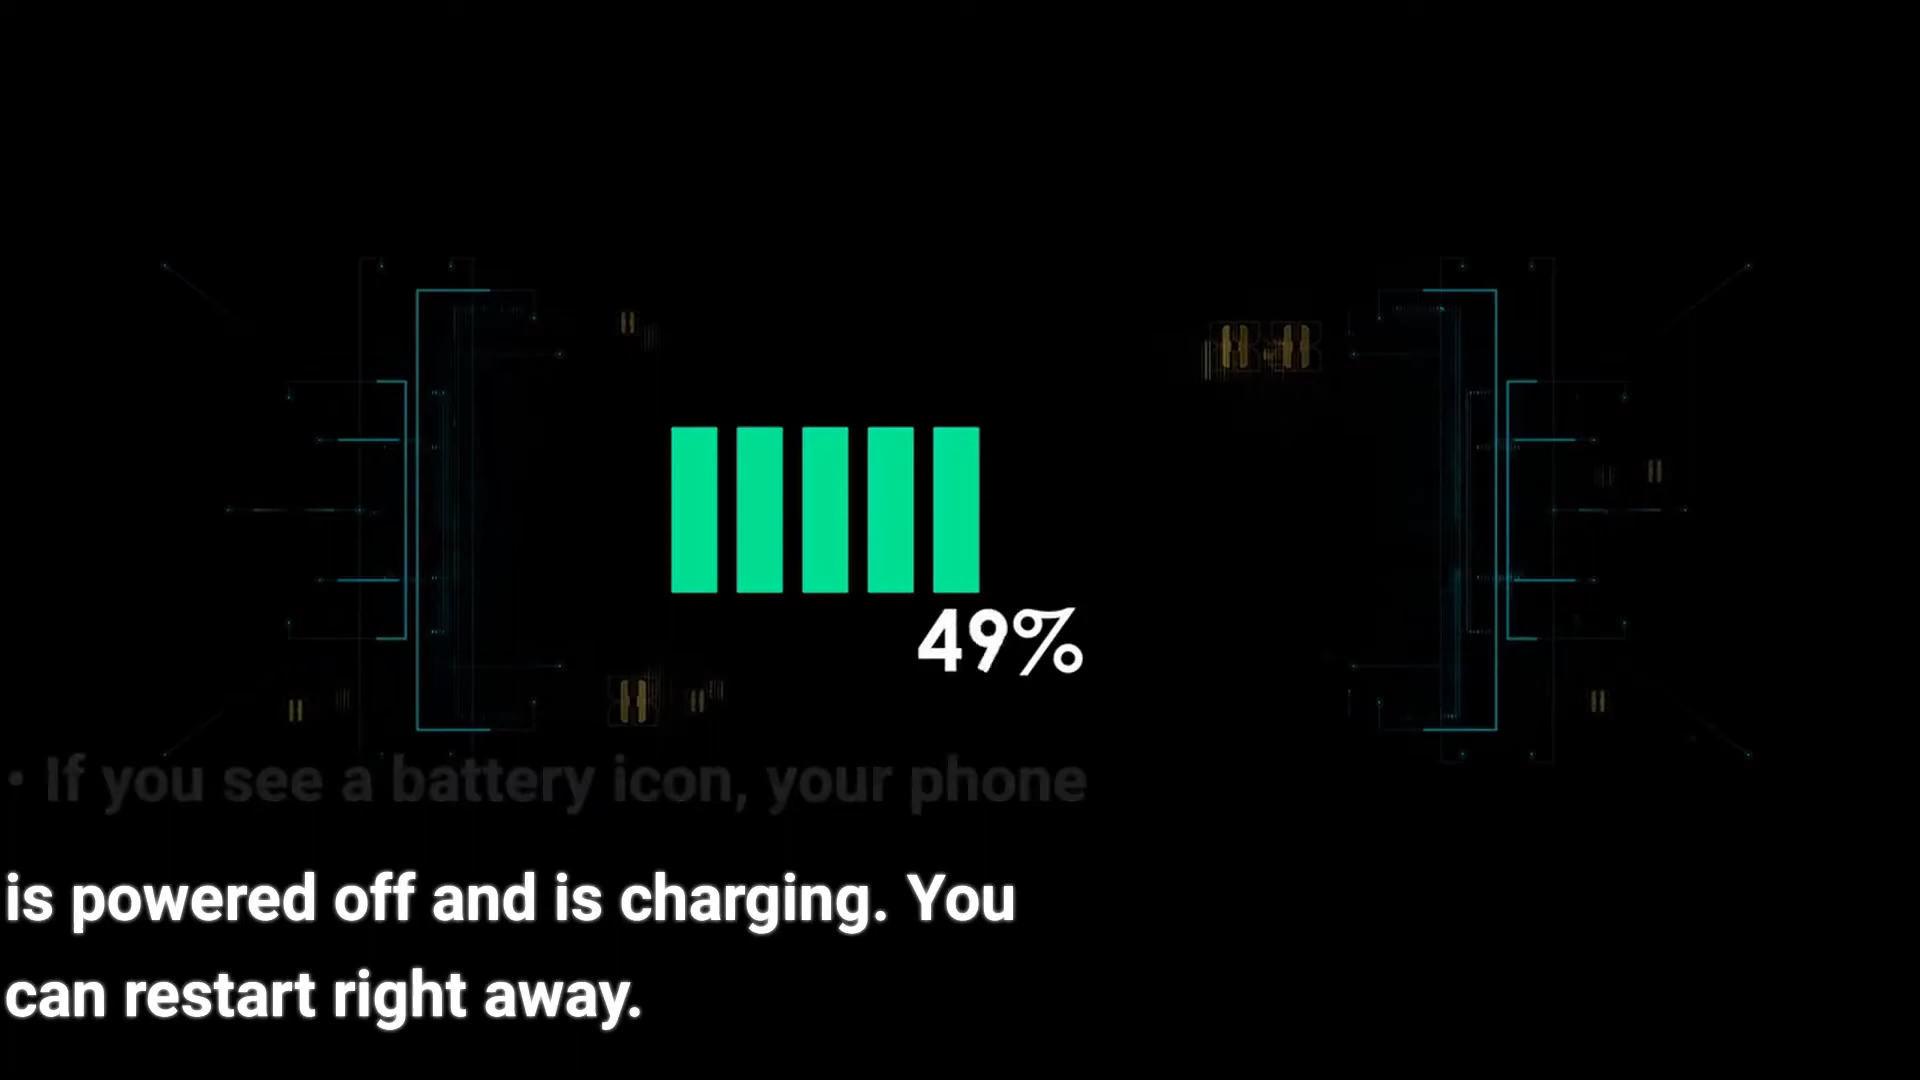 49%
• If you see a battery icon, your phone
is powered off and is charging. You
can restart right away.